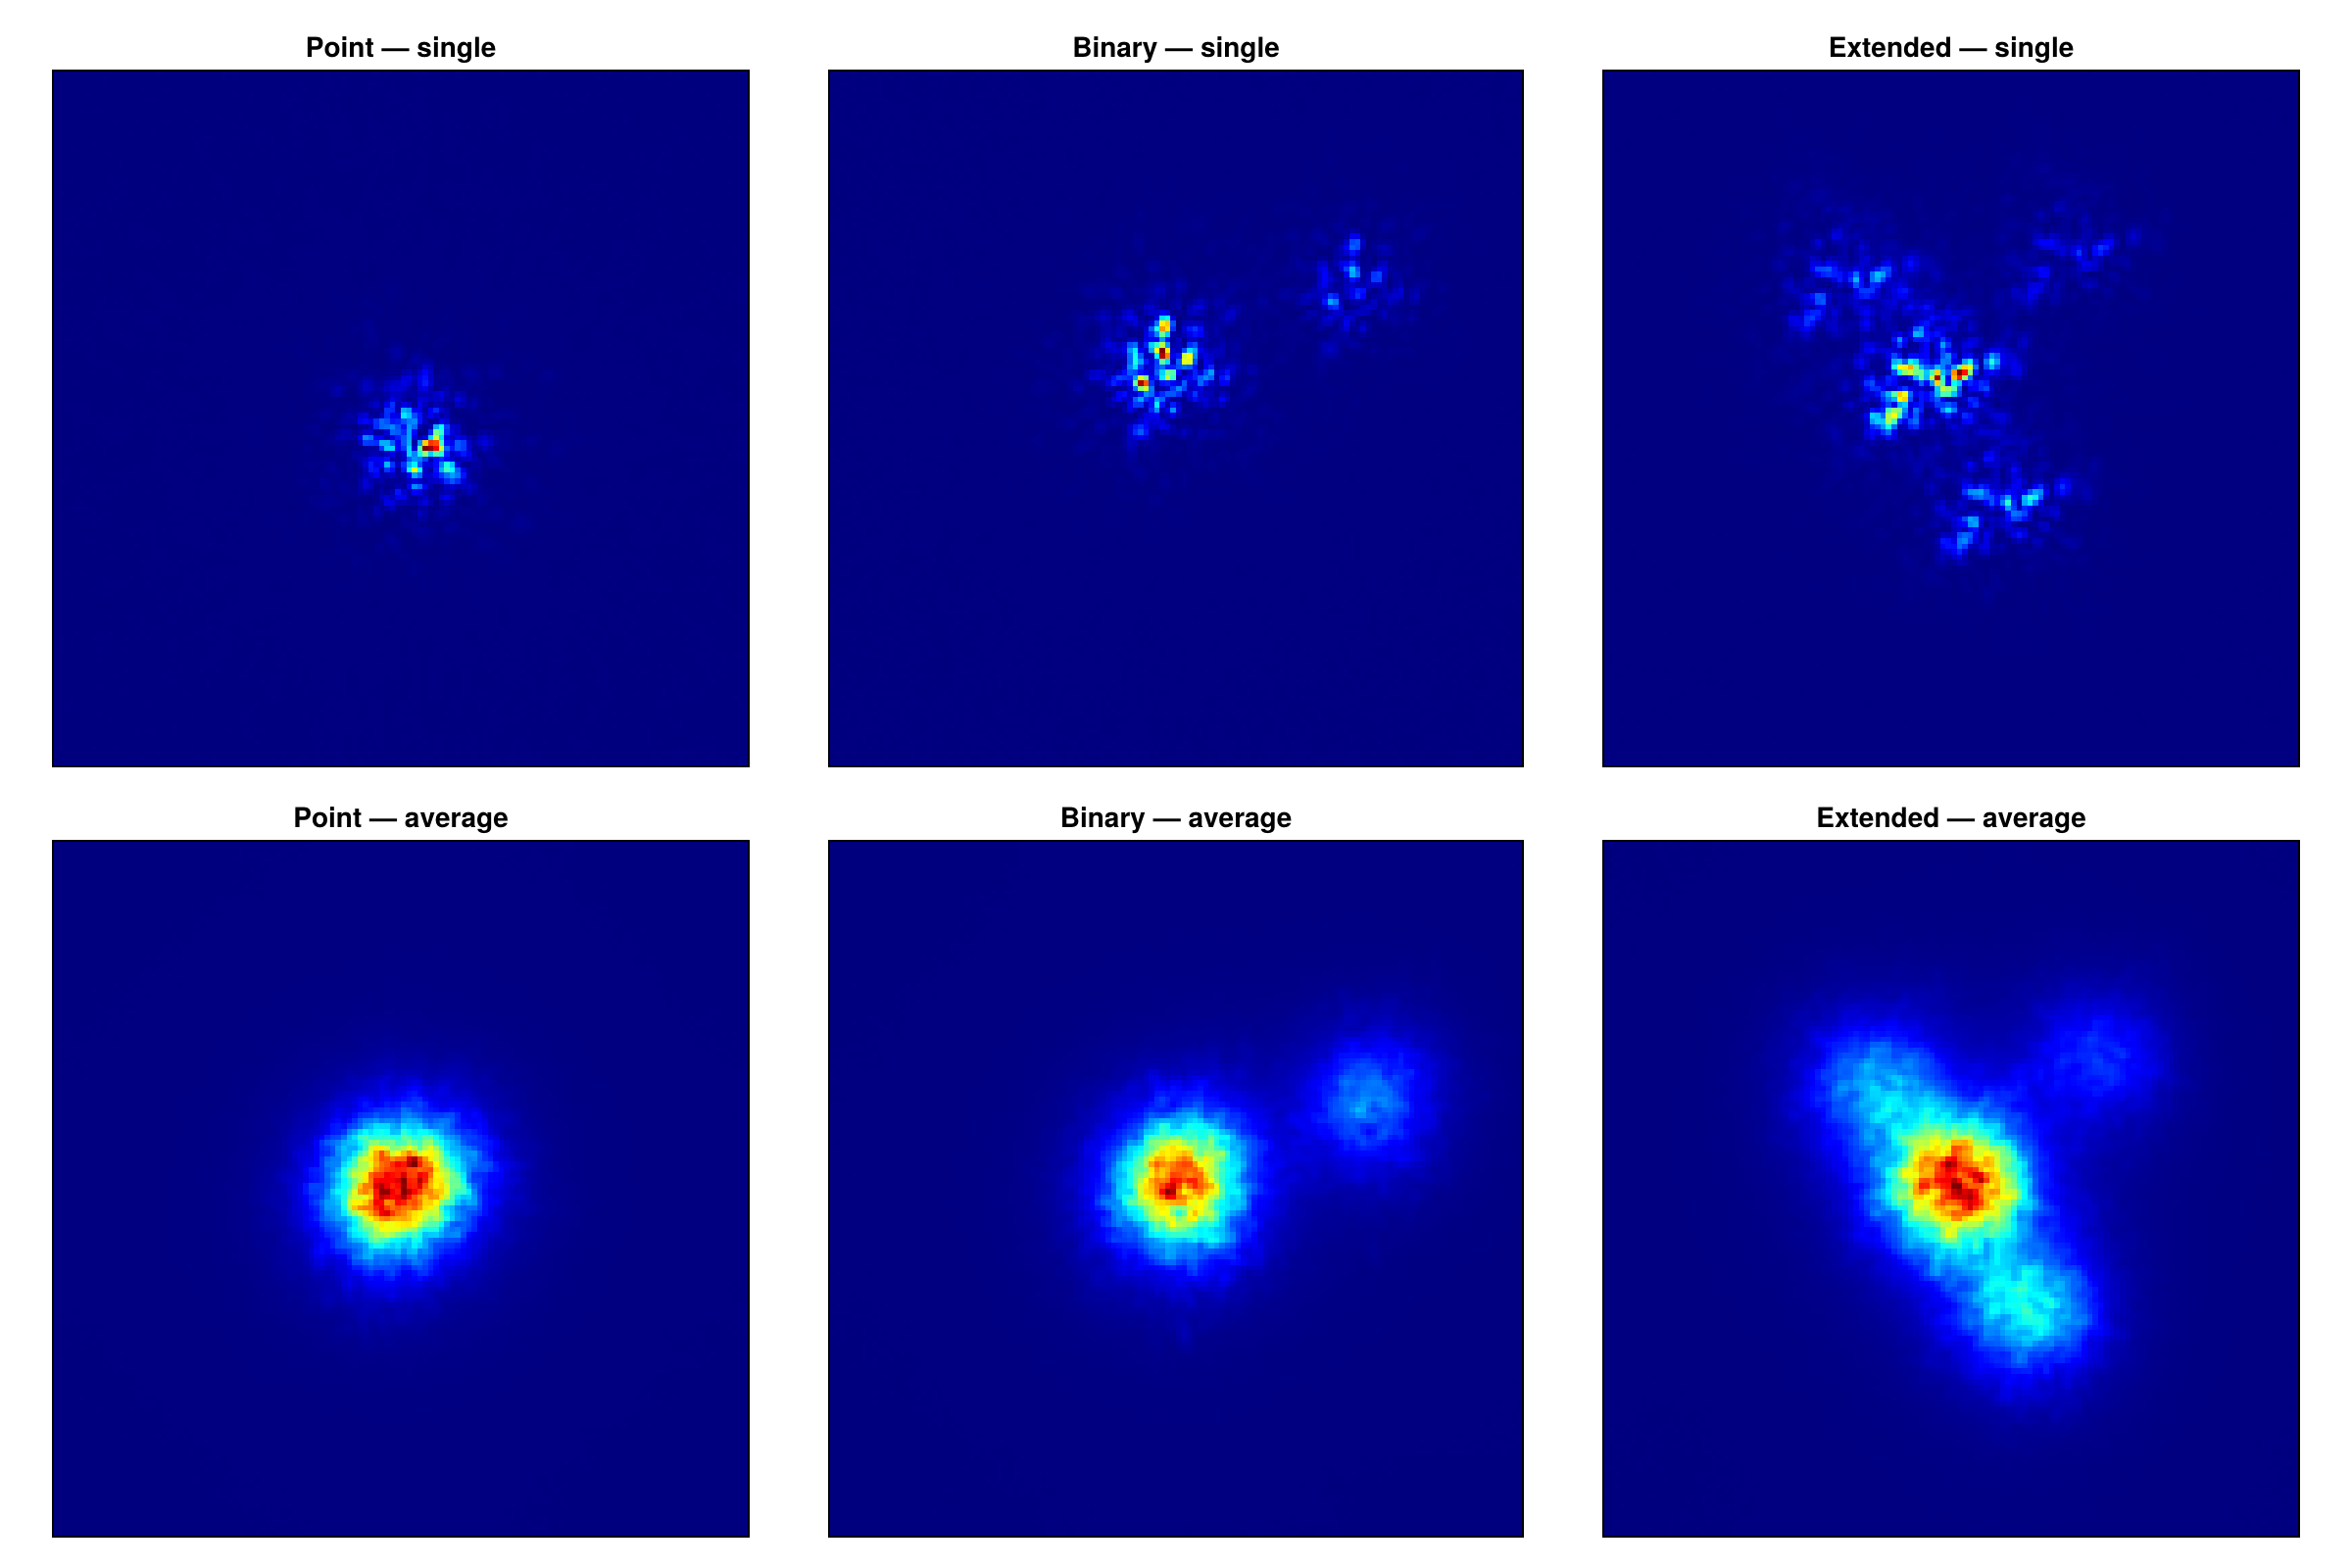 Point — single
Binary — single
Extended — single
Point — average
Binary — average
Extended — average